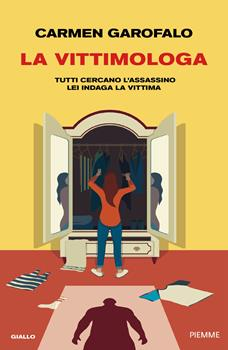 CARMEN GAROFALO
LA VITTIMOLOGA
TUTTI CERCANO L'ASSASSINO
LEI INDAGA LA VITTIMA
GIALLO
PIEMME